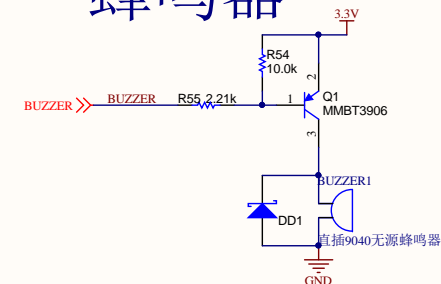 蜂鸣器
3.3V
R54
10.0k
2
BUZZER
BUZZER
R55 2.21k
1
Q1
MMBT3906
3
BUZZER1
DD1
直插9040无源蜂鸣器
GND